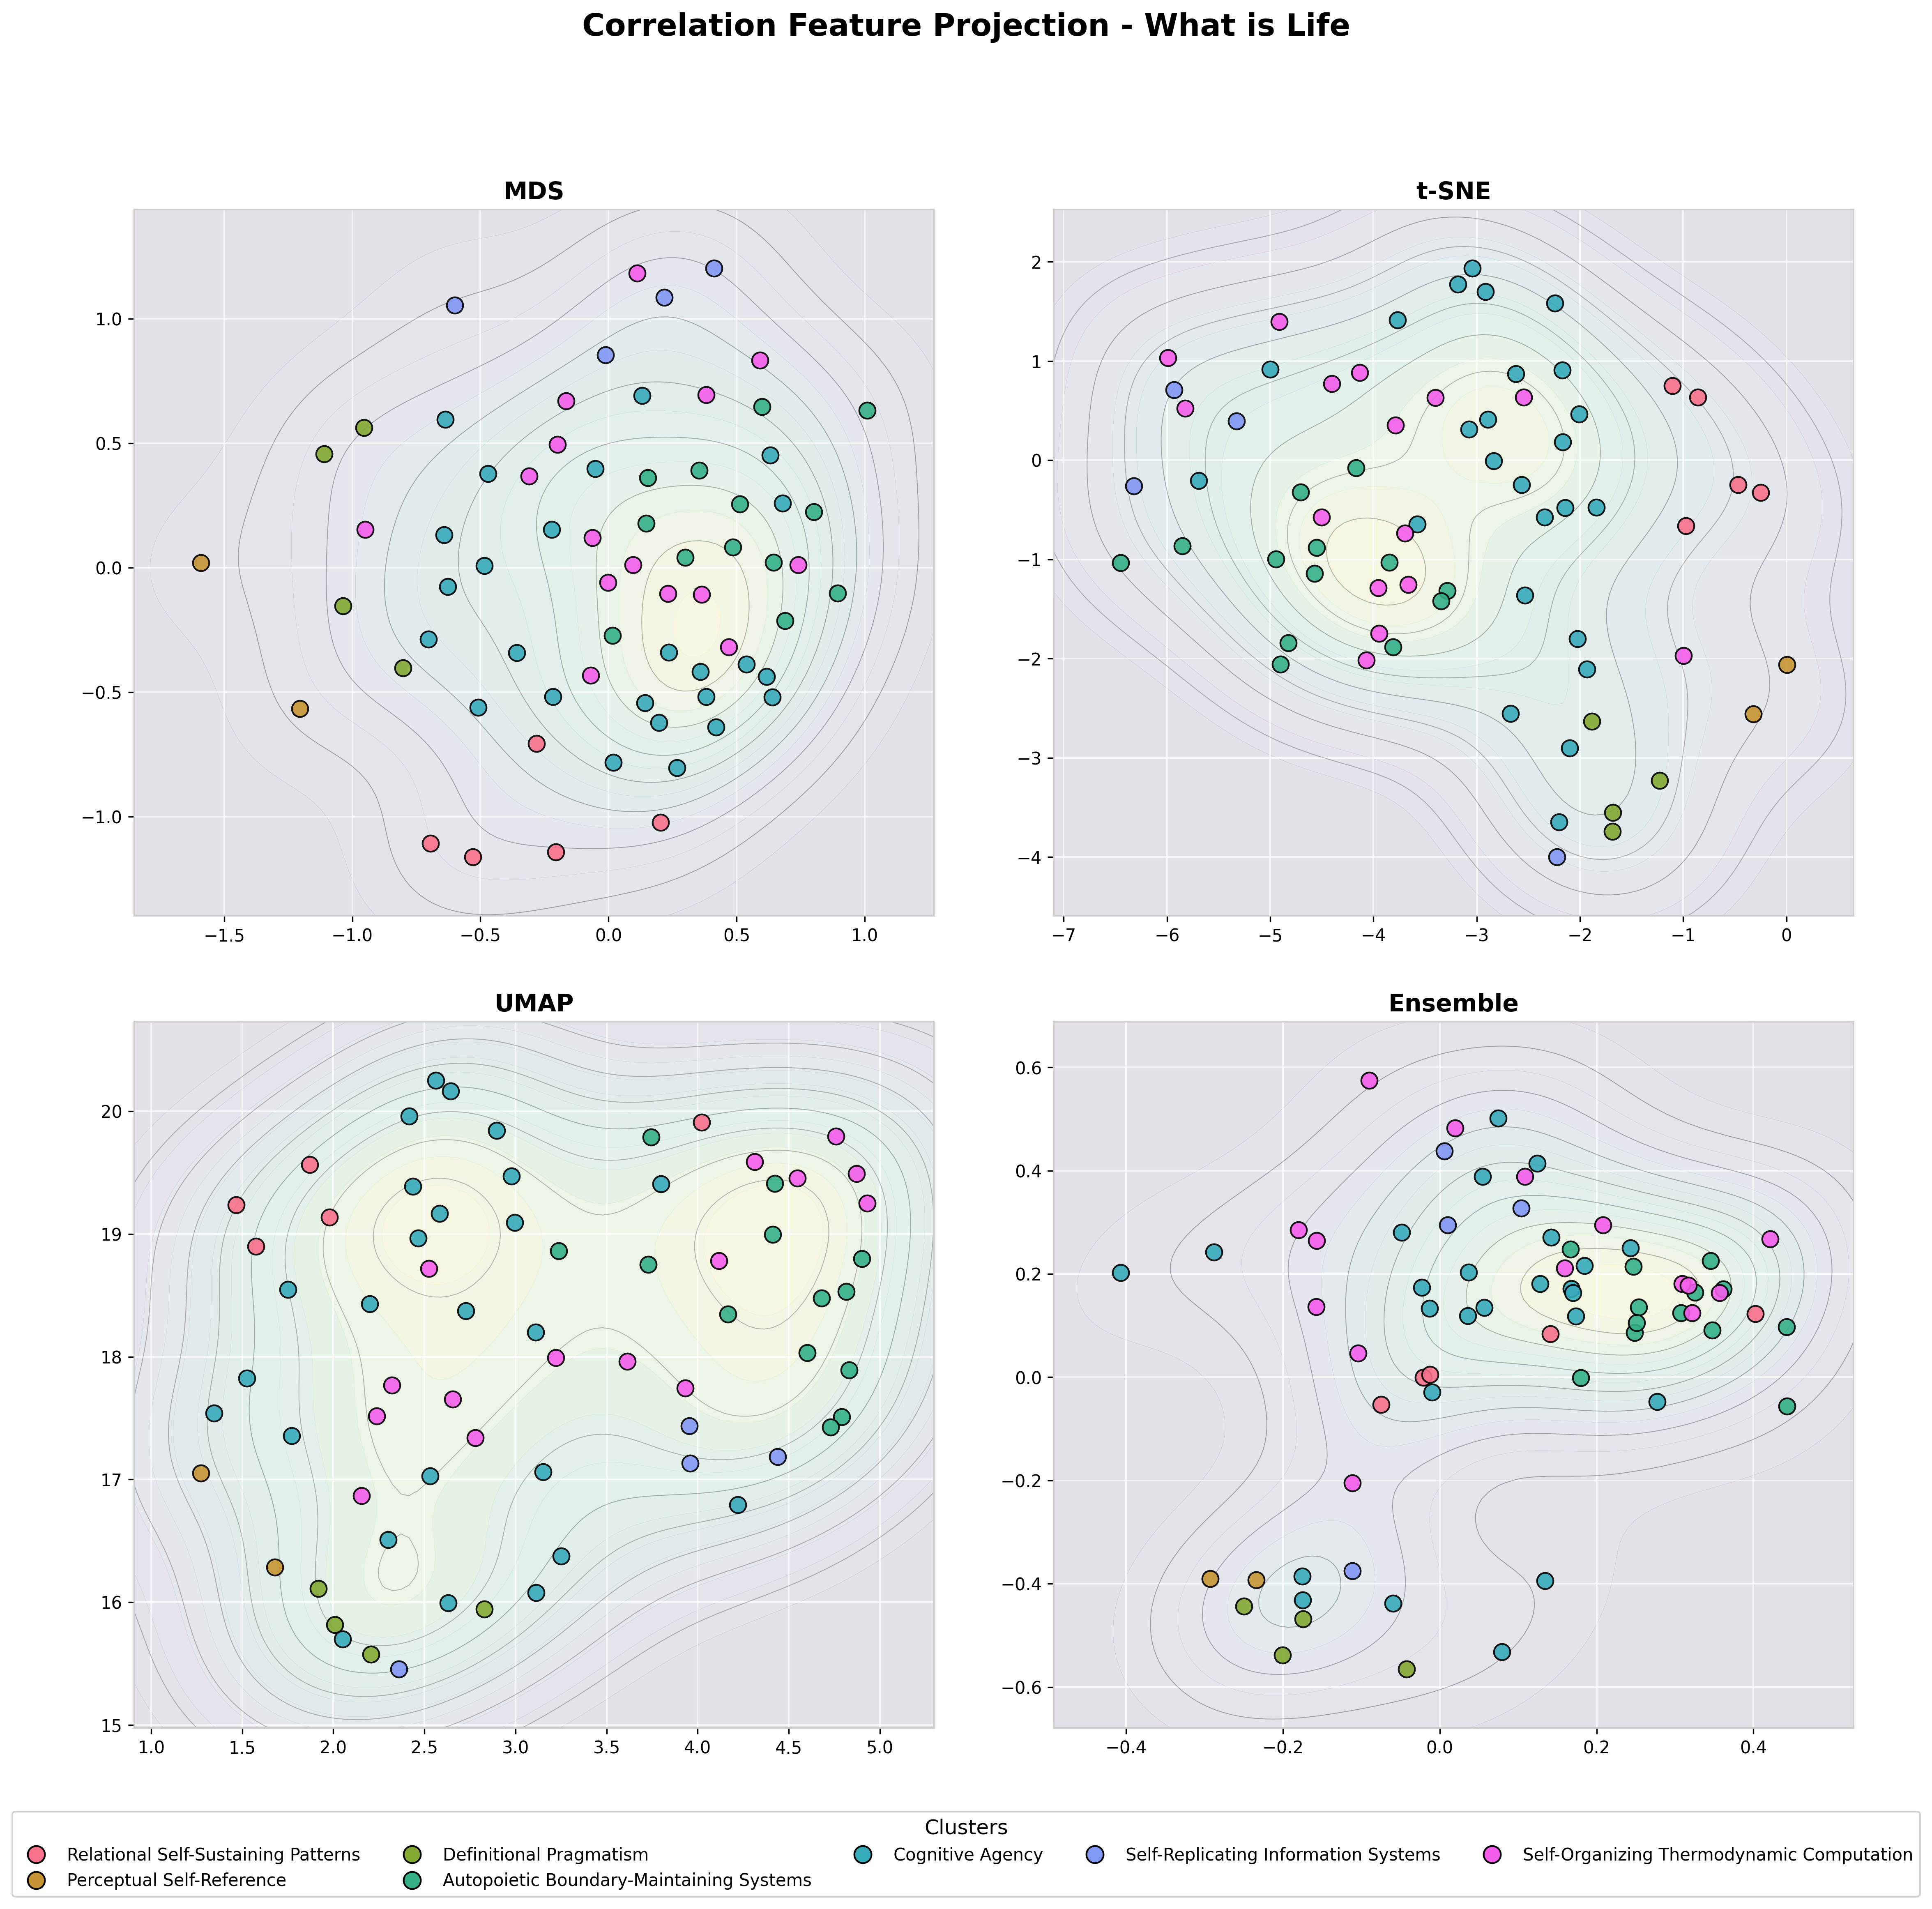 Correlation Feature Projection - What is Life
MDS
1.0
0.5
0.0
−0.5
−1.0
−1.5 −1.0 −0.5 0.0 0.5 1.0
t-SNE
2
1
0
−1
−2
−3
−4
−7 −6 −5 −4 −3 −2 −1 0
UMAP
20
19
18
17
16
15
1.0 1.5 2.0 2.5 3.0 3.5 4.0 4.5 5.0
Ensemble
0.6
0.4
0.2
0.0
−0.2
−0.4
−0.6
−0.4 −0.2 0.0 0.2 0.4
Clusters
Relational Self-Sustaining Patterns
Perceptual Self-Reference
Definitional Pragmatism
Autopoietic Boundary-Maintaining Systems
Cognitive Agency
Self-Replicating Information Systems
Self-Organizing Thermodynamic Computation